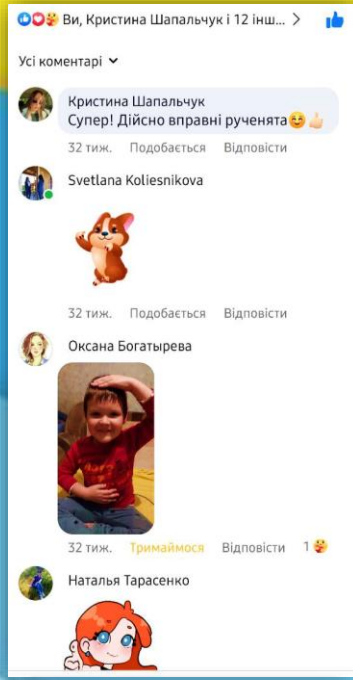 Ви, Кристина Шапальчук і 12 інш...
Усі коментарі
Кристина Шапальчук
Супер! Дійсно вправні рученята😊👍🏻
32 тиж. Подобається Відповісти
Svetlana Koliesnikova
32 тиж. Подобається Відповісти
Оксана Богатырева
32 тиж. Тримаймося Відповісти 1
Наталья Тарасенко